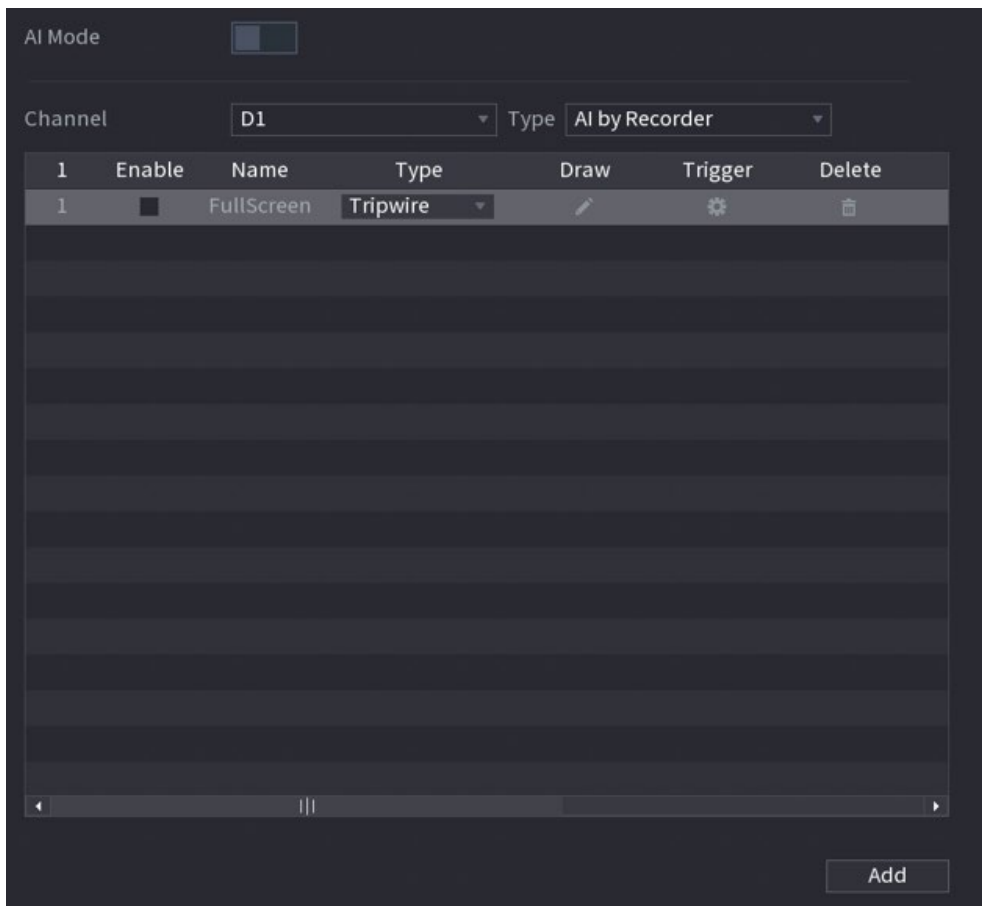 AI Mode
Channel D1 Type AI by Recorder
1 Enable Name Type Draw Trigger Delete
1 FullScreen Tripwire
Add